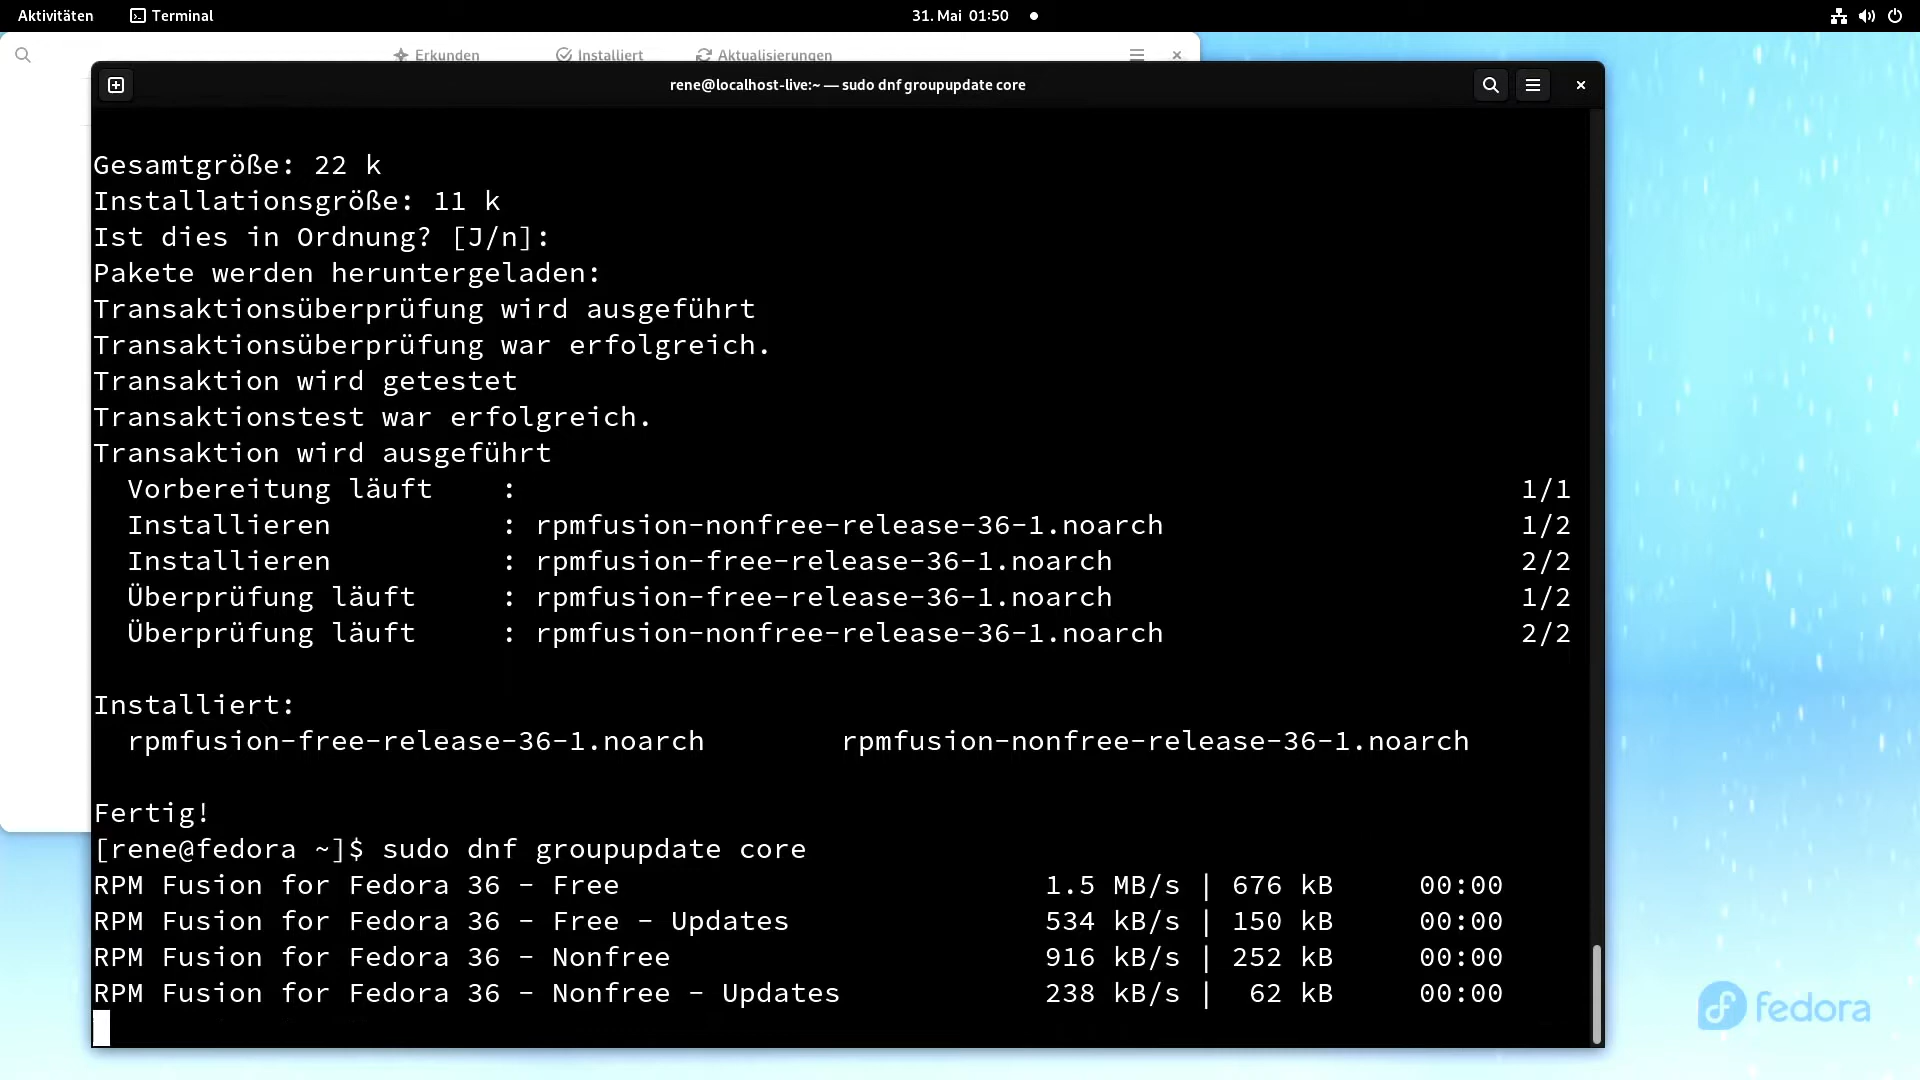 Aktivitäten Terminal 31. Mai 01:50
Erkunden Installiert Aktualisierungen
rene@localhost-live:~ — sudo dnf groupupdate core
Gesamtgröße: 22 k
Installationsgröße: 11 k
Ist dies in Ordnung? [J/n]:
Pakete werden heruntergeladen:
Transaktionsüberprüfung wird ausgeführt
Transaktionsüberprüfung war erfolgreich.
Transaktion wird getestet
Transaktionstest war erfolgreich.
Transaktion wird ausgeführt
Vorbereitung läuft : 1/1
Installieren : rpmfusion-nonfree-release-36-1.noarch 1/2
Installieren : rpmfusion-free-release-36-1.noarch 2/2
Überprüfung läuft : rpmfusion-free-release-36-1.noarch 1/2
Überprüfung läuft : rpmfusion-nonfree-release-36-1.noarch 2/2
Installiert:
rpmfusion-free-release-36-1.noarch rpmfusion-nonfree-release-36-1.noarch
Fertig!
[rene@fedora ~]$ sudo dnf groupupdate core
RPM Fusion for Fedora 36 - Free 1.5 MB/s | 676 kB 00:00
RPM Fusion for Fedora 36 - Free - Updates 534 kB/s | 150 kB 00:00
RPM Fusion for Fedora 36 - Nonfree 916 kB/s | 252 kB 00:00
RPM Fusion for Fedora 36 - Nonfree - Updates 238 kB/s | 62 kB 00:00
fedora